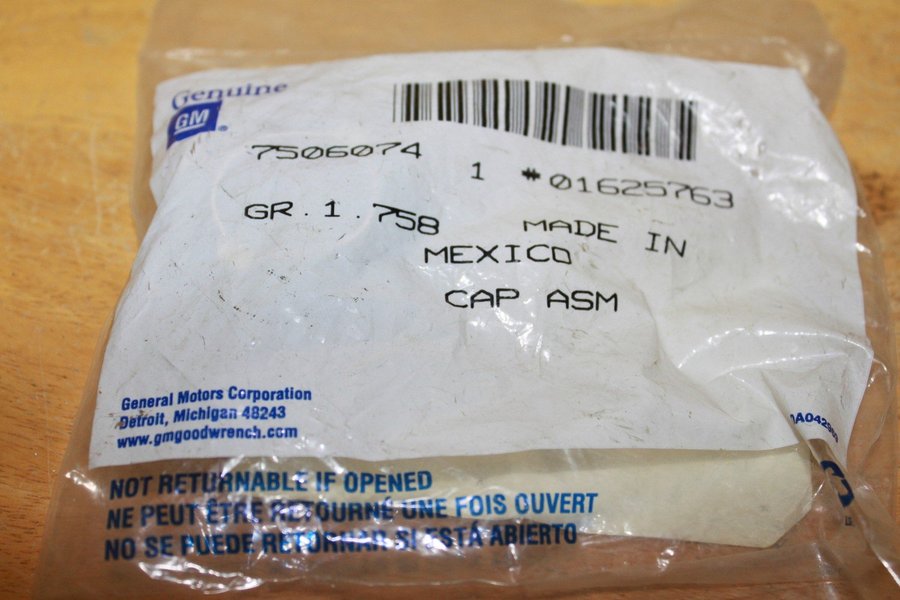 Genuine
GM
7506074 1 #01625763
GR.1.758 MADE IN
MEXICO
CAP ASM
General Motors Corporation
Detroit, Michigan 48243
www.gmgoodwrench.com
NOT RETURNABLE IF OPENED
NE PEUT ÊTRE RETOURNÉ UNE FOIS OUVERT
NO SE PUEDE RETORNAR SI ESTÁ ABIERTO